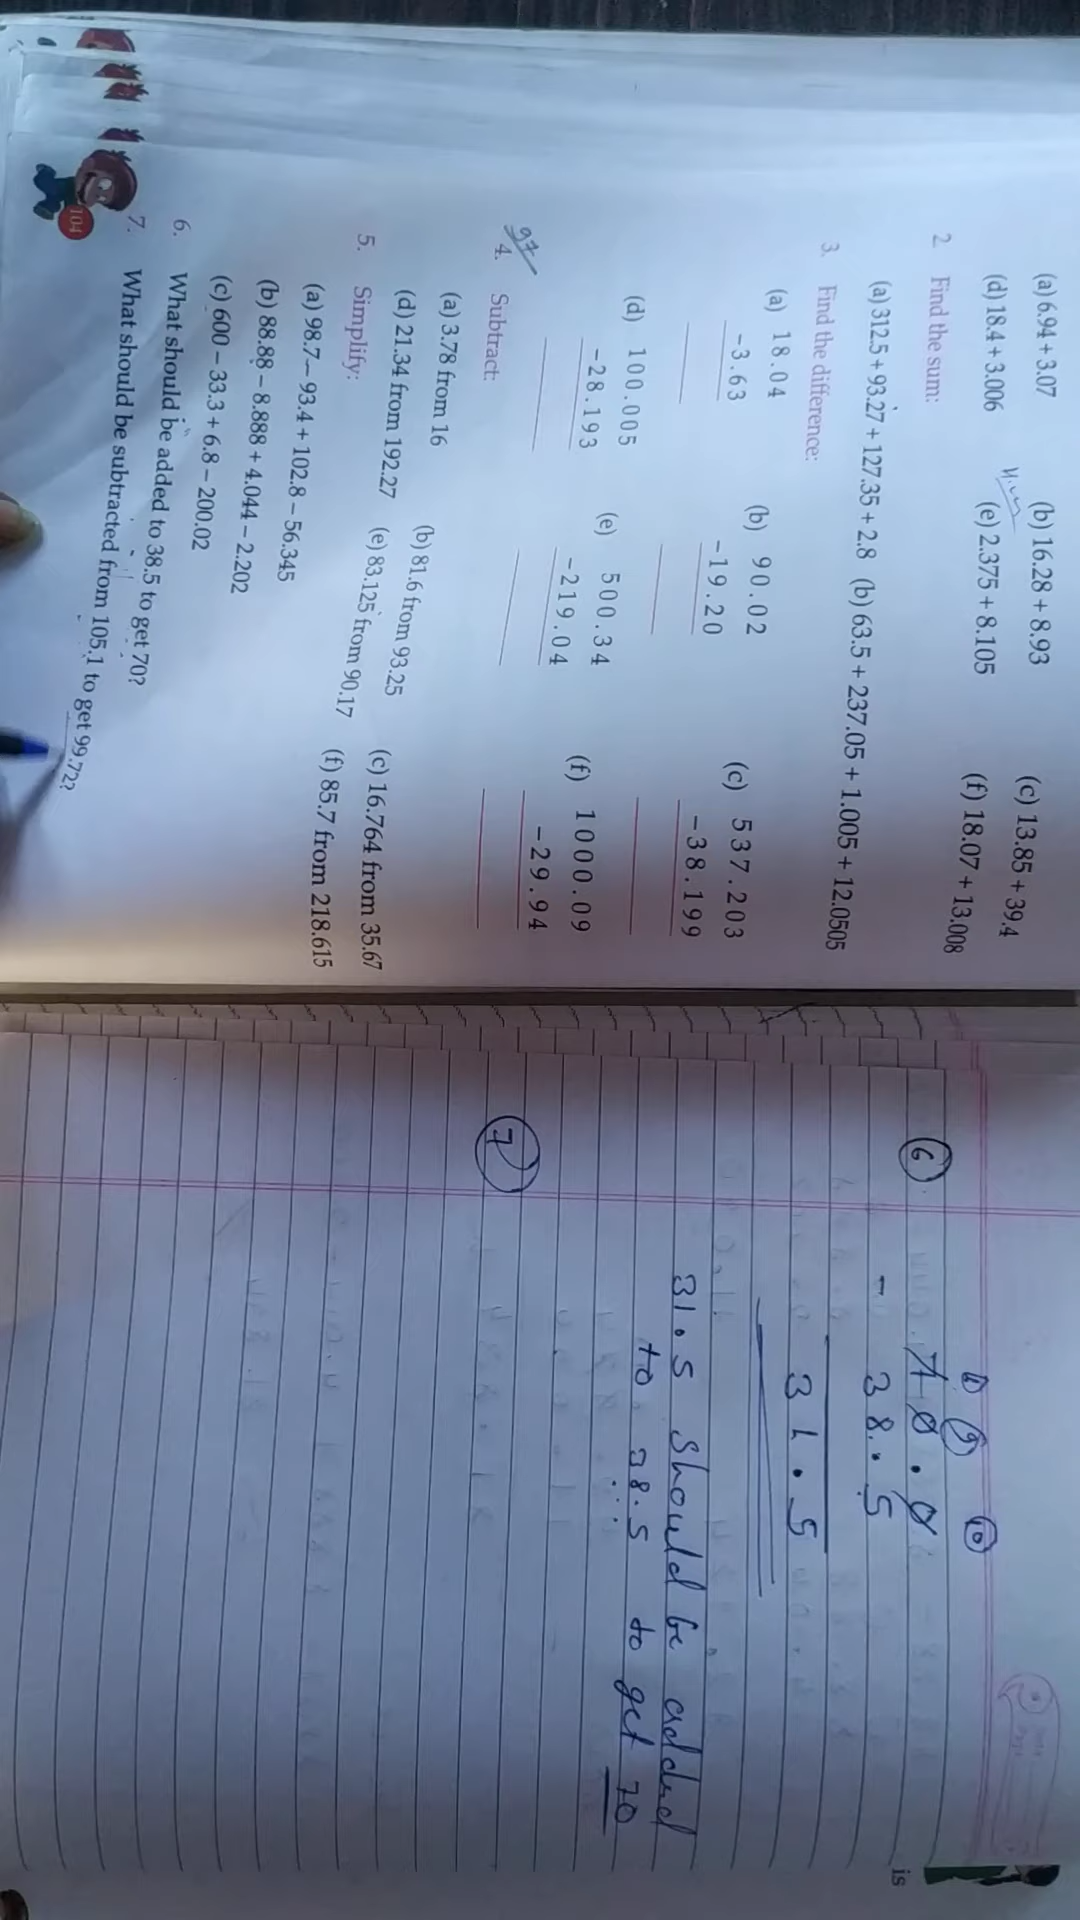 (a) 6.94 + 3.07 (b) 16.28 + 8.93 (c) 13.85 + 39.4
(d) 18.4 + 3.006 (e) 2.375 + 8.105 (f) 18.07 + 13.008
2 Find the sum:
(a) 312.5 + 93.27 + 127.35 + 2.8 (b) 63.5 + 237.05 + 1.005 + 12.0505
3. Find the difference:
(a) 18.04 (b) 90.02 (c) 537.203
-3.63 -19.20 -38.199
(d) 100.005 (e) 500.34 (f) 1000.09
-28.193 -219.04 -29.94
4. Subtract:
(a) 3.78 from 16 (b) 81.6 from 93.25 (c) 16.764 from 35.67
(d) 21.34 from 192.27 (e) 83.125 from 90.17 (f) 85.7 from 218.615
5. Simplify:
(a) 98.7 – 93.4 + 102.8 – 56.345
(b) 88.88 – 8.888 + 4.044 – 2.202
(c) 600 – 33.3 + 6.8 – 200.02
6. What should be added to 38.5 to get 70?
7. What should be subtracted from 105.1 to get 99.72?
104
is
6
9 10
70.0
- 38.5
31.5
31.5 should be added
to 38.5 to get 70
7